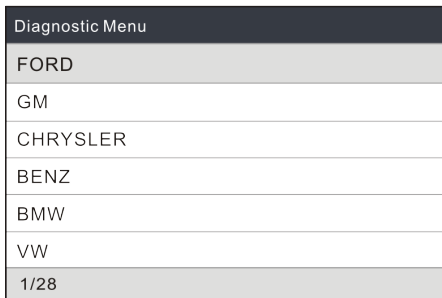 Diagnostic Menu
FORD
GM
CHRYSLER
BENZ
BMW
VW
1/28